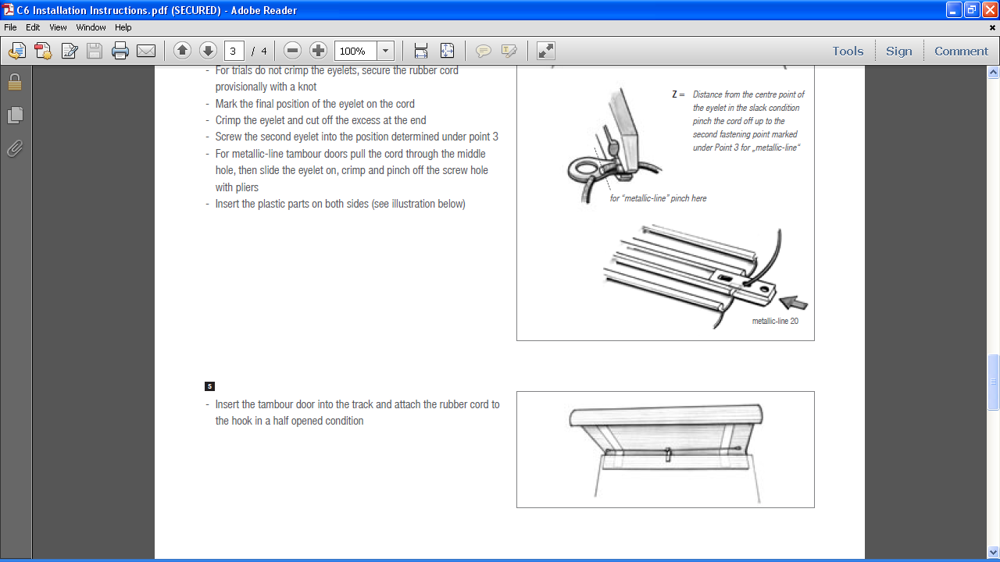 C6 Installation Instructions.pdf (SECURED) - Adobe Reader
File Edit View Window Help
3 / 4 100% Tools Sign Comment
- For trials do not crimp the eyelets, secure the rubber cord
provisionally with a knot
- Mark the final position of the eyelet on the cord
- Crimp the eyelet and cut off the excess at the end
- Screw the second eyelet into the position determined under point 3
- For metallic-line tambour doors pull the cord through the middle
hole, then slide the eyelet on, crimp and pinch off the screw hole
with pliers
- Insert the plastic parts on both sides (see illustration below)
Z = Distance from the centre point of
the eyelet in the slack condition
pinch the cord off up to the
second fastening point marked
under Point 3 for „metallic-line“
for “metallic-line” pinch here
metallic-line 20
5
- Insert the tambour door into the track and attach the rubber cord to
the hook in a half opened condition